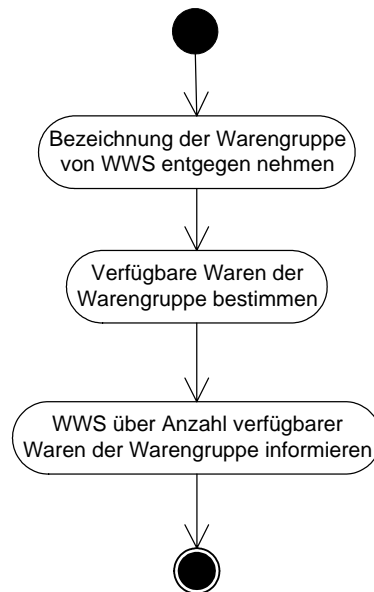 Bezeichnung der Warengruppe
von WWS entgegen nehmen
Verfügbare Waren der
Warengruppe bestimmen
WWS über Anzahl verfügbarer
Waren der Warengruppe informieren